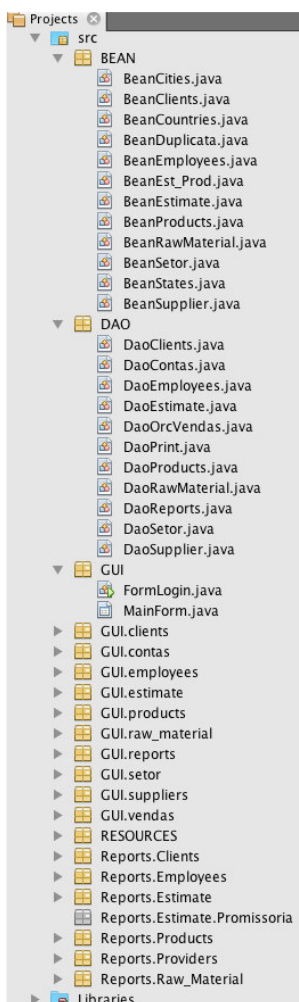 Projects
src
BEAN
BeanCities.java
BeanClients.java
BeanCountries.java
BeanDuplicata.java
BeanEmployees.java
BeanEst_Prod.java
BeanEstimate.java
BeanProducts.java
BeanRawMaterial.java
BeanSetor.java
BeanStates.java
BeanSupplier.java
DAO
DaoClients.java
DaoContas.java
DaoEmployees.java
DaoEstimate.java
DaoOrcVendas.java
DaoPrint.java
DaoProducts.java
DaoRawMaterial.java
DaoReports.java
DaoSetor.java
DaoSupplier.java
GUI
FormLogin.java
MainForm.java
GUI.clients
GUI.contas
GUI.employees
GUI.estimate
GUI.products
GUI.raw_material
GUI.reports
GUI.setor
GUI.suppliers
GUI.vendas
RESOURCES
Reports.Clients
Reports.Employees
Reports.Estimate
Reports.Estimate.Promissoria
Reports.Products
Reports.Providers
Reports.Raw_Material
Libraries